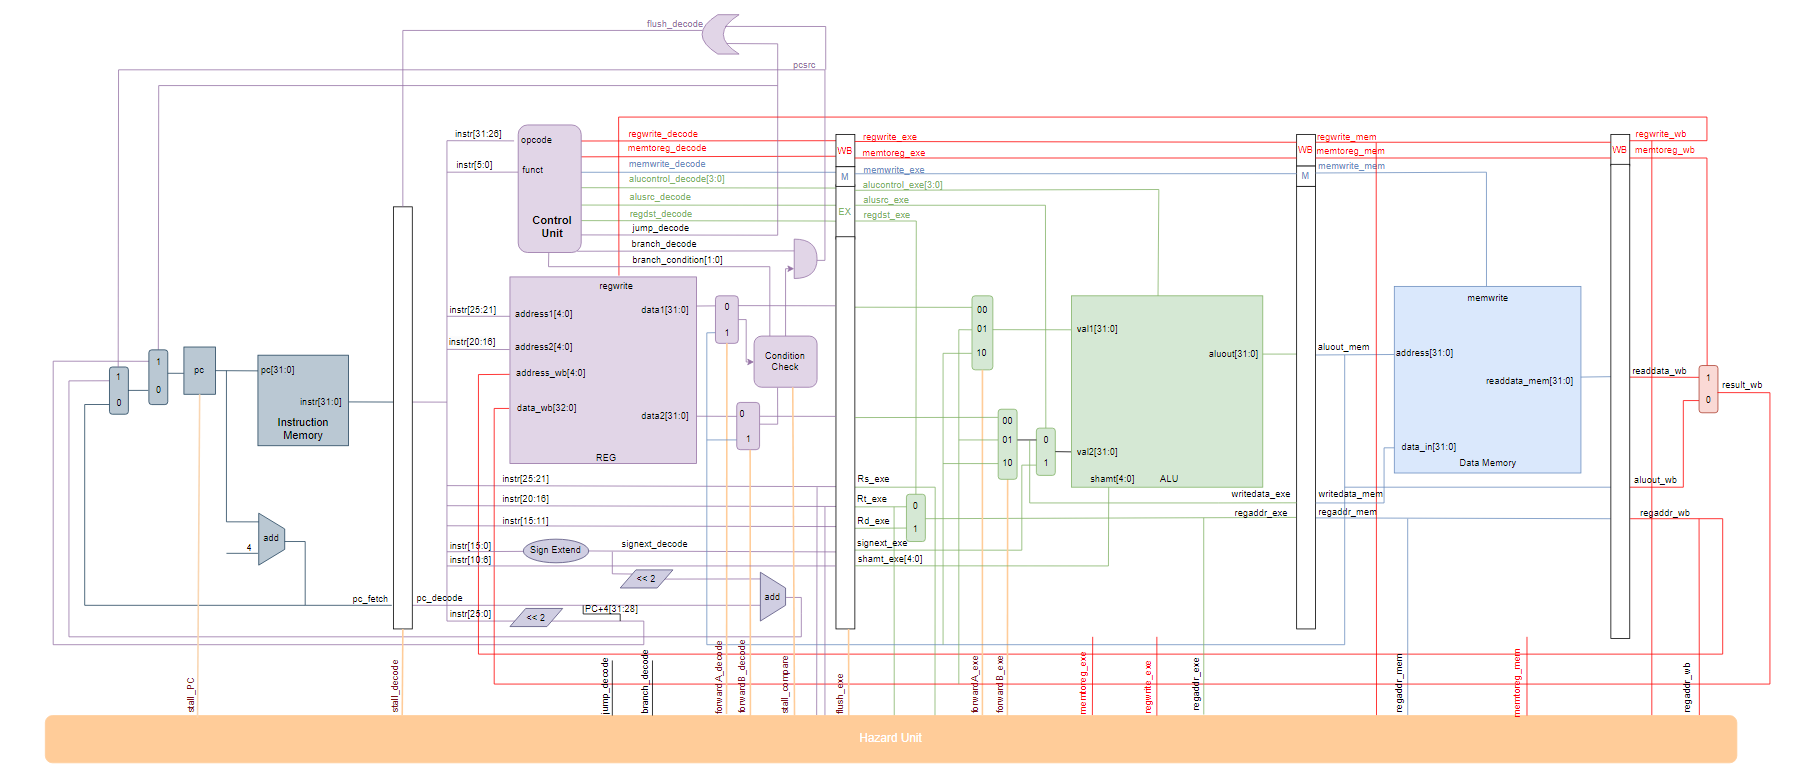 flush_decode
pcsrc
instr[31:26]
opcode
instr[5:0]
funct
Control
Unit
regwrite_decode
memtoreg_decode
memwrite_decode
alucontrol_decode[3:0]
alusrc_decode
regdst_decode
jump_decode
branch_decode
branch_condition[1:0]
WB
M
EX
regwrite_exe
memtoreg_exe
memwrite_exe
alucontrol_exe[3:0]
alusrc_exe
regdst_exe
WB
M
regwrite_mem
memtoreg_mem
memwrite_mem
WB
regwrite_wb
memtoreg_wb
1
0
1
0
pc
pc[31:0]
instr[31:0]
Instruction
Memory
add
4
pc_fetch
pc_decode
regwrite
instr[25:21]
address1[4:0]
data1[31:0]
instr[20:16]
address2[4:0]
address_wb[4:0]
data_wb[32:0]
data2[31:0]
REG
0
1
0
1
Condition
Check
instr[25:21]
instr[20:16]
instr[15:11]
instr[15:0]
Sign Extend
signext_decode
instr[10:6]
<< 2
instr[25:0]
<< 2
PC+4[31:28]
add
Rs_exe
Rt_exe
Rd_exe
signext_exe
shamt_exe[4:0]
0
1
00
01
10
00
01
10
0
1
val1[31:0]
aluout[31:0]
val2[31:0]
shamt[4:0]
ALU
writedata_exe
regaddr_exe
aluout_mem
writedata_mem
regaddr_mem
memwrite
address[31:0]
readdata_mem[31:0]
data_in[31:0]
Data Memory
readdata_wb
1
0
result_wb
aluout_wb
regaddr_wb
stall_PC
stall_decode
jump_decode
branch_decode
forwardA_decode
forwardB_decode
stall_compare
flush_exe
forwardA_exe
forwardB_exe
memtoreg_exe
regwrite_exe
regaddr_exe
regaddr_mem
memtoreg_mem
regaddr_wb
Hazard Unit